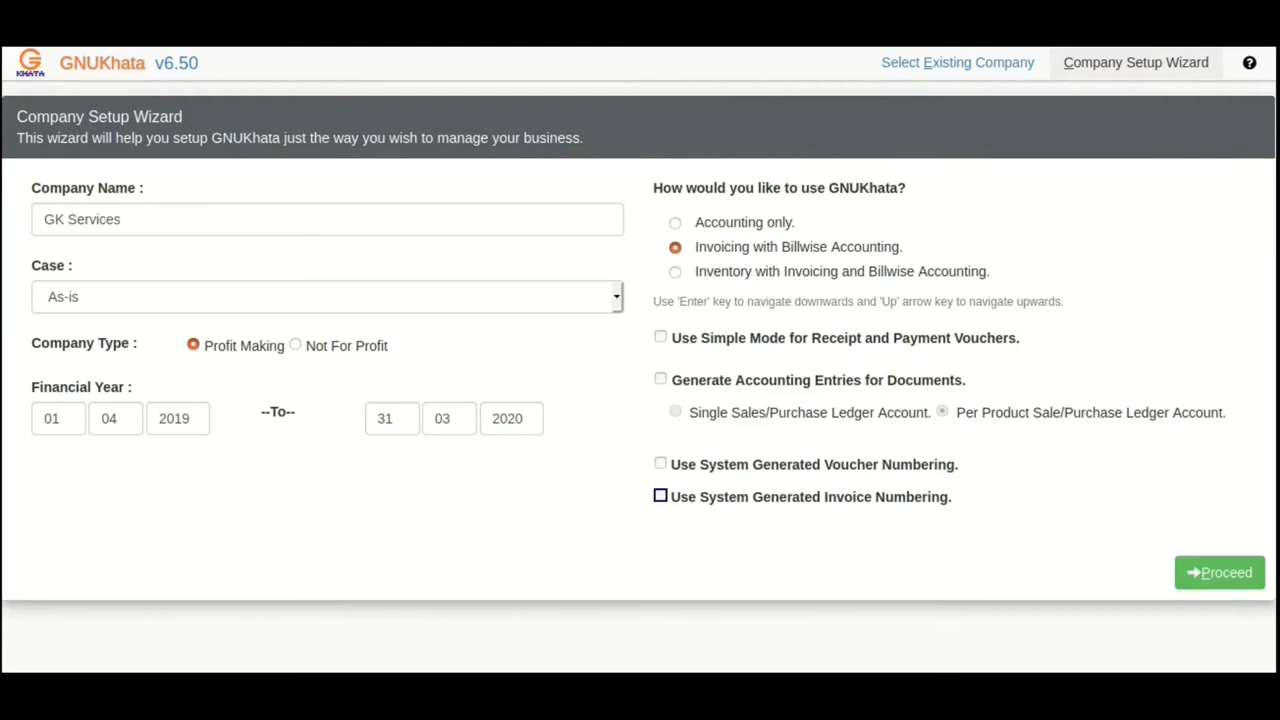 GNUKhata v6.50
KHATA
Select Existing Company
Company Setup Wizard
Company Setup Wizard
This wizard will help you setup GNUKhata just the way you wish to manage your business.
Company Name :
GK Services
Case :
As-is
Company Type :
Profit Making
Not For Profit
Financial Year :
01 04 2019 --To-- 31 03 2020
How would you like to use GNUKhata?
Accounting only.
Invoicing with Billwise Accounting.
Inventory with Invoicing and Billwise Accounting.
Use 'Enter' key to navigate downwards and 'Up' arrow key to navigate upwards.
Use Simple Mode for Receipt and Payment Vouchers.
Generate Accounting Entries for Documents.
Single Sales/Purchase Ledger Account. Per Product Sale/Purchase Ledger Account.
Use System Generated Voucher Numbering.
Use System Generated Invoice Numbering.
Proceed